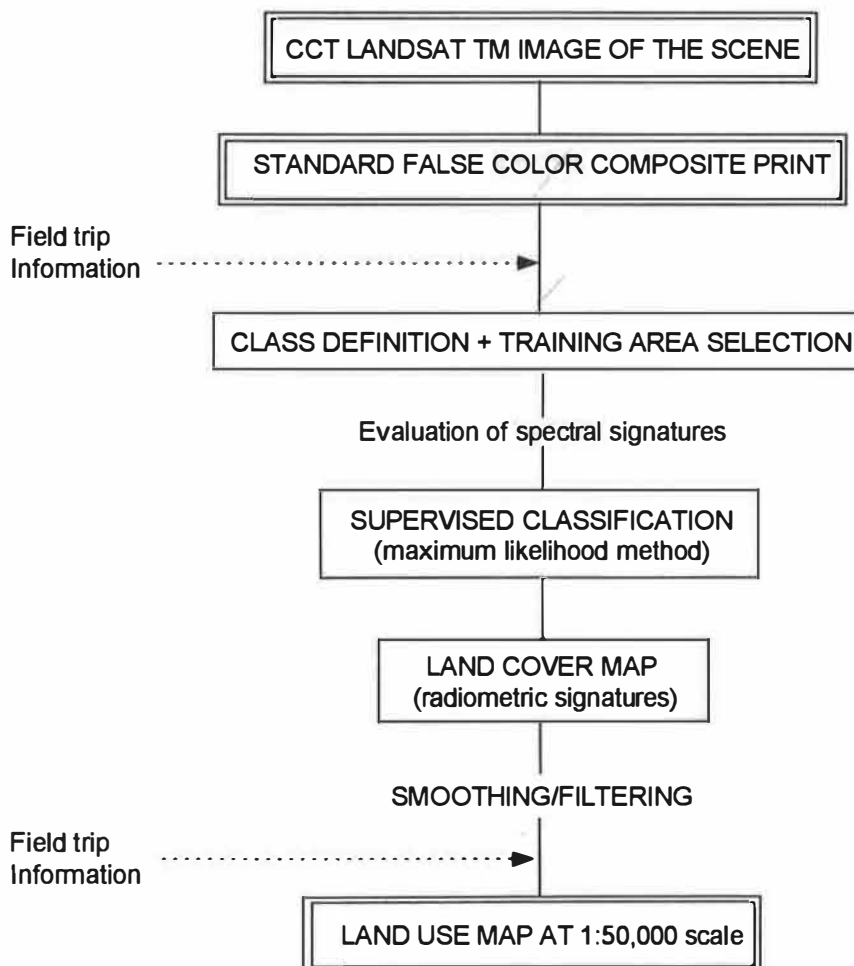 CCT LANDSAT TM IMAGE OF THE SCENE
STANDARD FALSE COLOR COMPOSITE PRINT
Field trip
Information
CLASS DEFINITION + TRAINING AREA SELECTION
Evaluation of spectral signatures
SUPERVISED CLASSIFICATION
(maximum likelihood method)
LAND COVER MAP
(radiometric signatures)
SMOOTHING/FILTERING
Field trip
Information
LAND USE MAP AT 1:50,000 scale